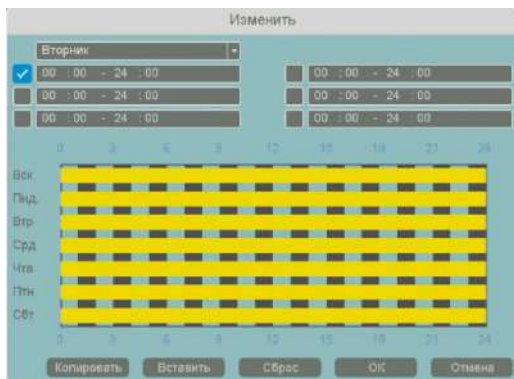 Изменить
Вторник
00 : 00 - 24 : 00 00 : 00 - 24 : 00
00 : 00 - 24 : 00 00 : 00 - 24 : 00
00 : 00 - 24 : 00 00 : 00 - 24 : 00
0 3 6 9 12 15 18 21 24
Вск
Пнд
Втр
Срд
Чтв
Птн
Сбт
0 3 6 9 12 15 18 21 24
Копировать Вставить Сброс ОК Отмена